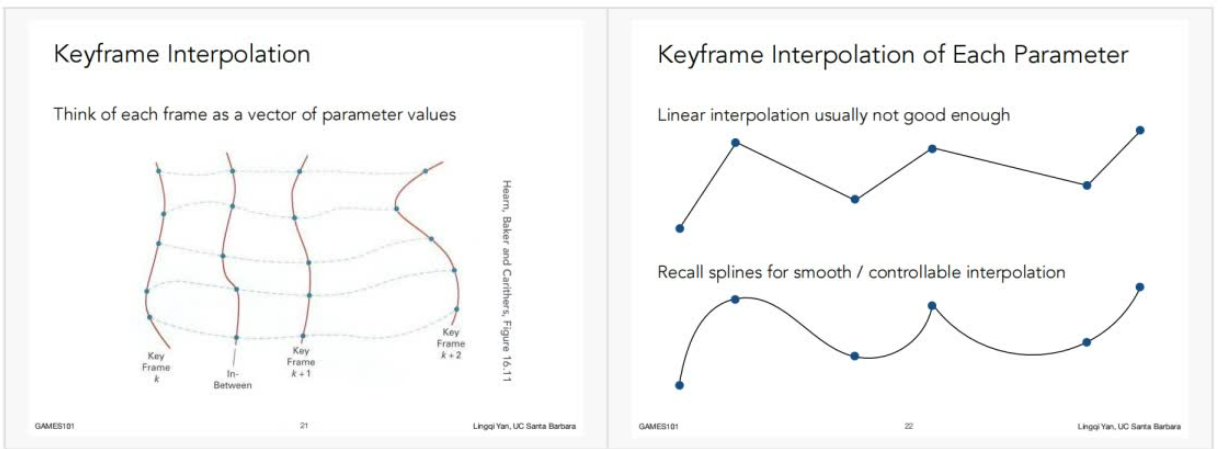 Keyframe Interpolation
Think of each frame as a vector of parameter values
Key
Frame
k
In-
Between
Key
Frame
k + 1
Key
Frame
k + 2
Hearn, Baker and Carithers, Figure 16.11
GAMES101
21
Lingqi Yan, UC Santa Barbara
Keyframe Interpolation of Each Parameter
Linear interpolation usually not good enough
Recall splines for smooth / controllable interpolation
GAMES101
22
Lingqi Yan, UC Santa Barbara